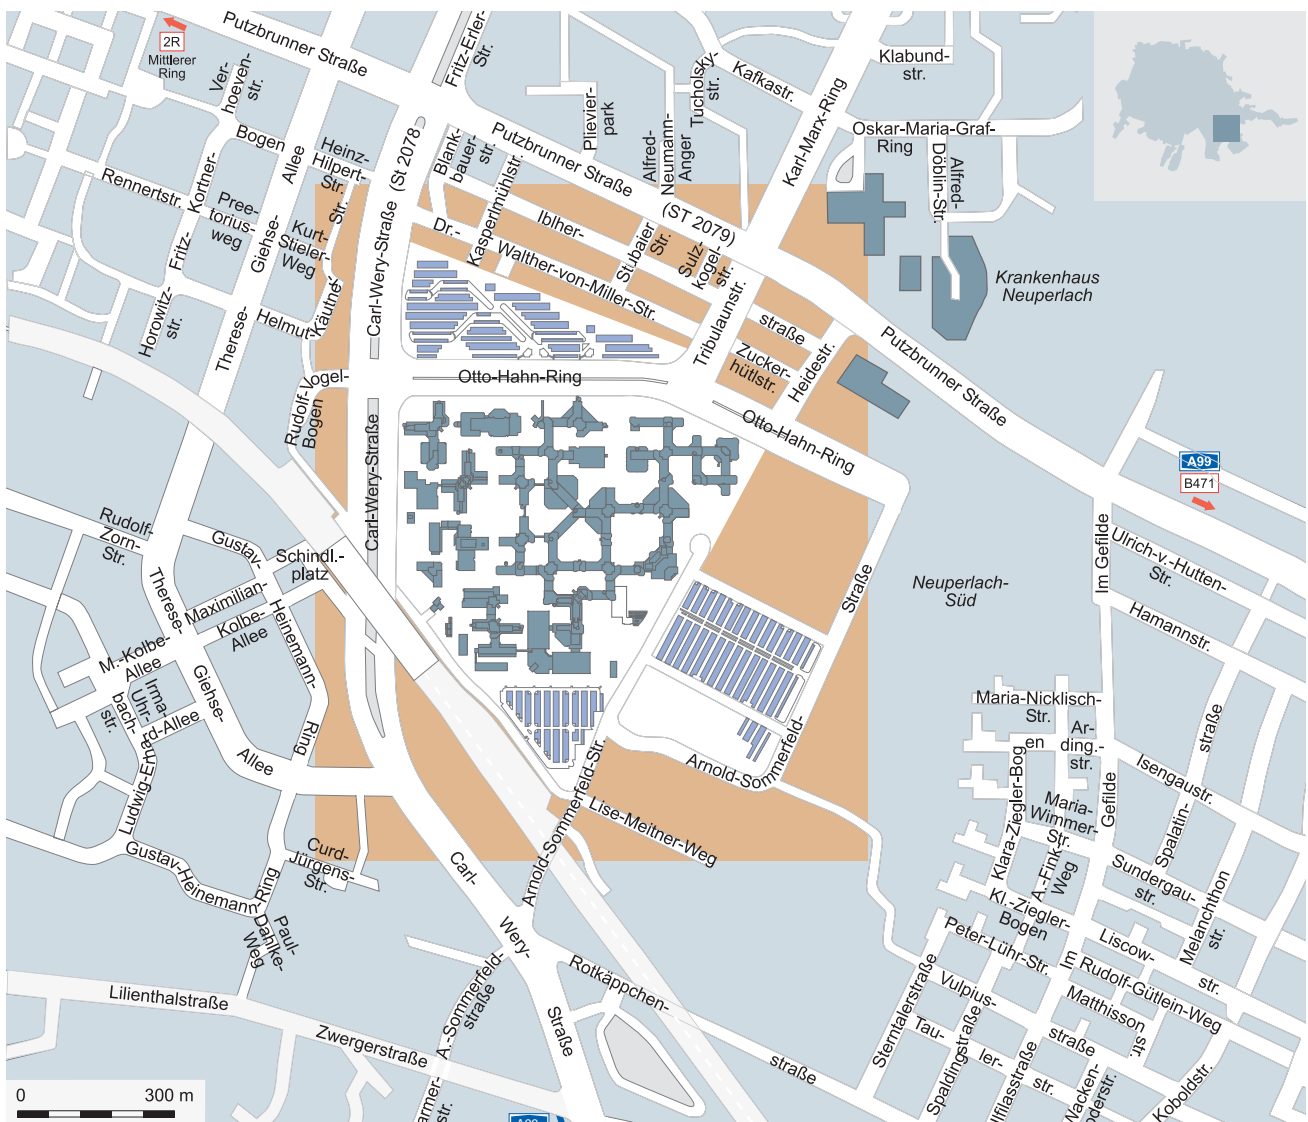 Putzbrunner Straße
2R
Mittlerer
Ring
Ver-
hoeven-
str.
Fritz-Erler-
Str.
Kafkastr.
Tucholsky-
str.
Karl-Marx-Ring
Klabund-
str.
Plievier-
park
Alfred-
Neumann-
Anger
Oskar-Maria-Graf-
Ring
Alfred-
Döblin-Str.
Bogen
Heinz-
Hilpert-
Str.
Allee
Blank-
bauer-
str.
Kasperlmühlstr.
Putzbrunner Straße
(ST 2079)
Rennertstr.
Kortner-
Fritz-
Pree-
torius-
weg
Kurt-
Stieler-
Weg
Giehse-
Therese-
Carl-Wery-Straße (St 2078
Dr.-
Walther-von-Miller-Str.
Iblher-
straße
Stubaier
Str.
Sulz-
kogel-
str.
Krankenhaus
Neuperlach
Horowitz-
str.
Helmut-
Käutner-
Str.
Tribulaunstr.
Zucker-
hütlstr.
Heidestr.
Putzbrunner Straße
Rudolf-Vogel-
Bogen
Otto-Hahn-Ring
Otto-Hahn-Ring
Carl-Wery-Straße
A99
B471
Rudolf-
Zorn-
Str.
Gustav-
Heinemann-
Ring
Schindl.-
platz
Therese-
Giehse-
Allee
Maximilian-
Kolbe-
Allee
M.-Kolbe-
Allee
Irma-
Uhr-
bach-
str.
Ludwig-Ern
rd-Allee
Im Gefilde
Ulrich-v.-Hutten-
Str.
Hamannstr.
Neuperlach-
Süd
Straße
Arnold-Sommerfeld-
Arnold-Sommerfeld-Str.
Lise-Meitner-Weg
Maria-Nicklisch-
Str.
Ar-
ding.-
str.
Klara-Ziegler-Bog
en
Maria-
Wimmer-
Str.
Gefilde
Isengaustr.
Spalatin-
straße
A.-Fink-
Weg
Sundergau-
str.
Melanchthon
str.
Kl.-Ziegler-
Bogen
Peter-Lühr-Str.
Im
Liscow-
str.
Rudolf-Gütlein-Weg
Matthisson
str.
Vulpius-
straße
Tau-
ler-
str.
Sterntalerstraße
Spaldingstraße
lfilasstraße
Nacken-
oderstr.
Koboldstr.
Curd-
Jürgens-
Str.
Gustav-Heinemann-
Ring
Paul-
Dahlke-
Weg
Carl-
Wery-
Straße
Rotkäppchen-
straße
A.-Sommerfeld-
straße
Lilienthalstraße
Zwergerstraße
armer-
str.
0 300 m